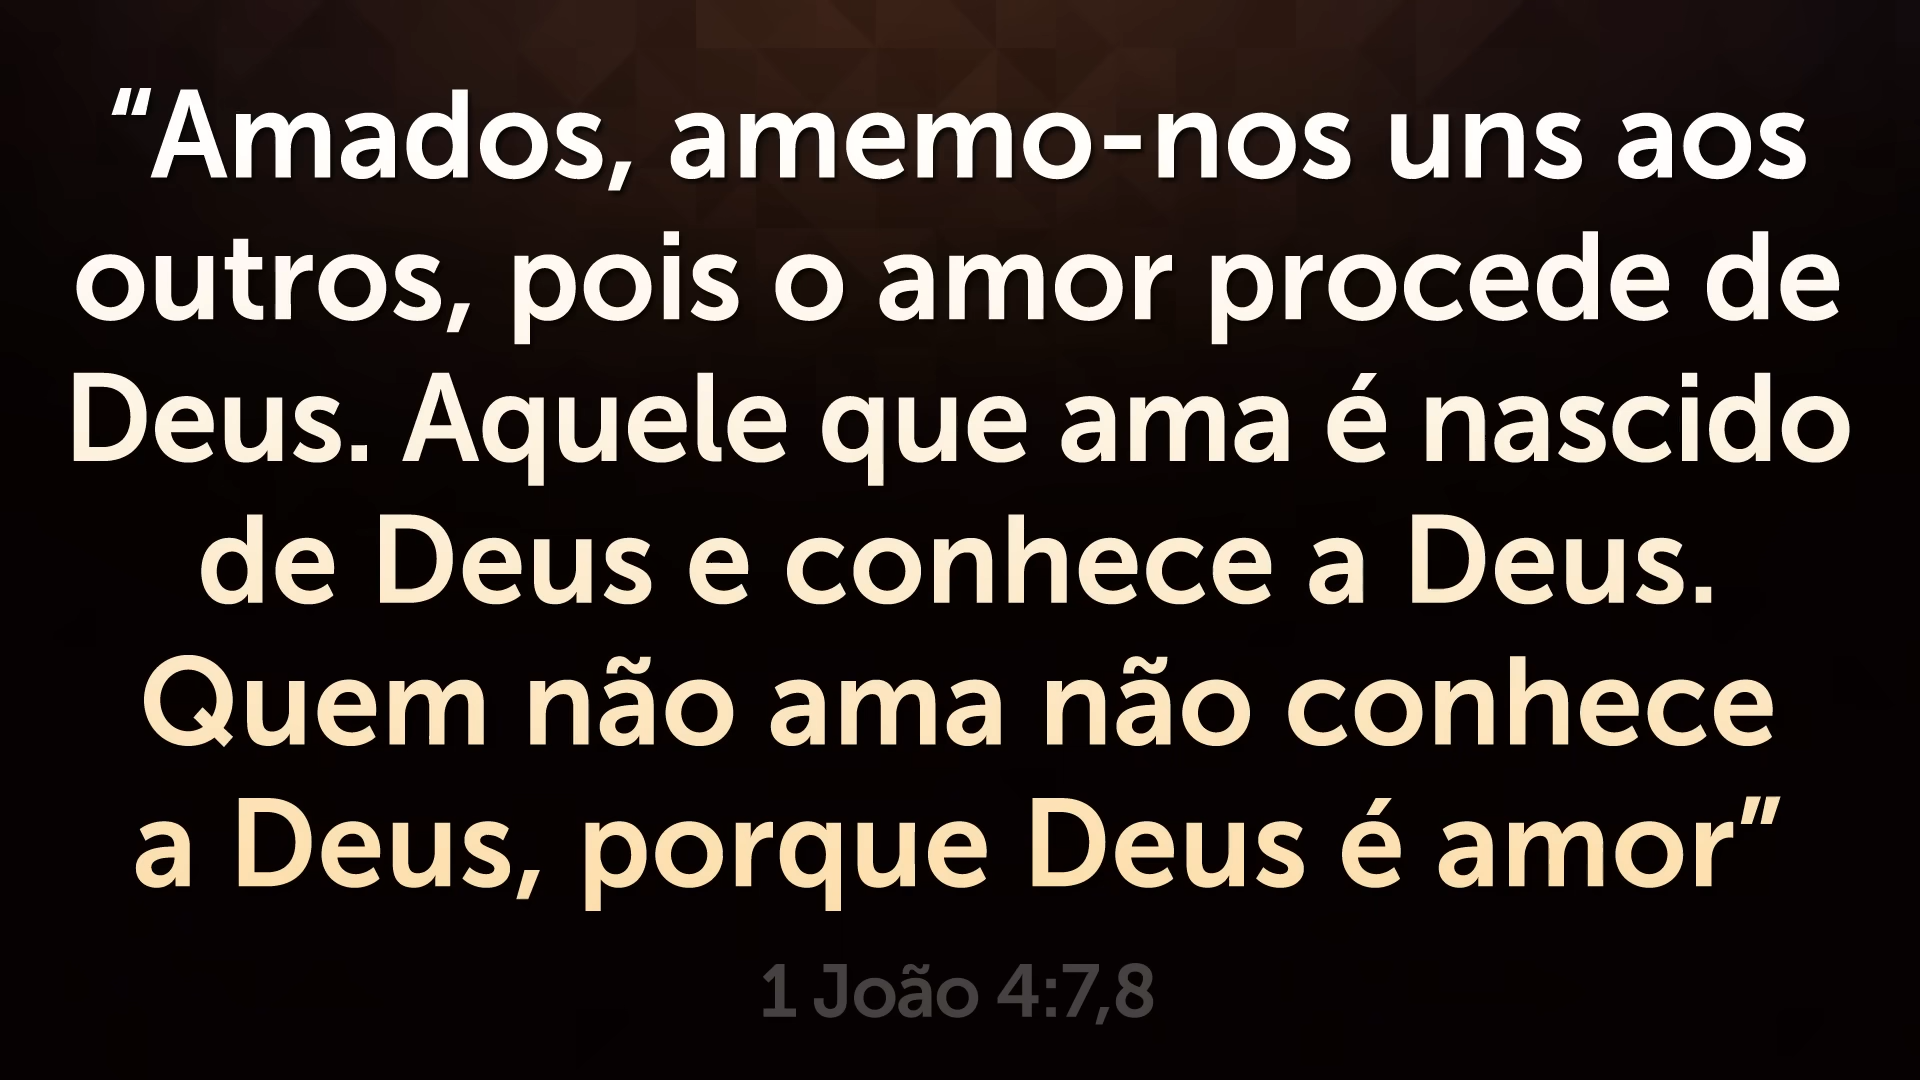 “Amados, amemo-nos uns aos
outros, pois o amor procede de
Deus. Aquele que ama é nascido
de Deus e conhece a Deus.
Quem não ama não conhece
a Deus, porque Deus é amor”
1 João 4:7,8